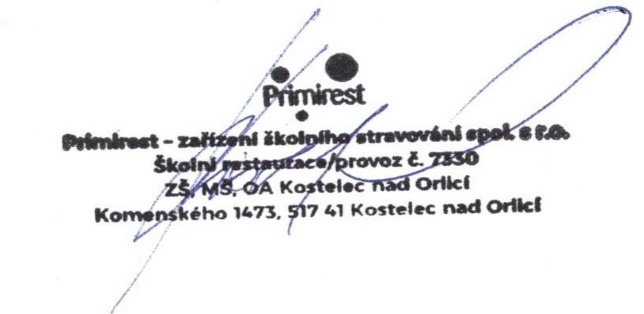 Primirest
Primirest – zařízení školního stravování spol. s r.o.
Školní restaurace/provoz č. 7330
ZŠ, MŠ, OA Kostelec nad Orlicí
Komenského 1473, 517 41 Kostelec nad Orlicí